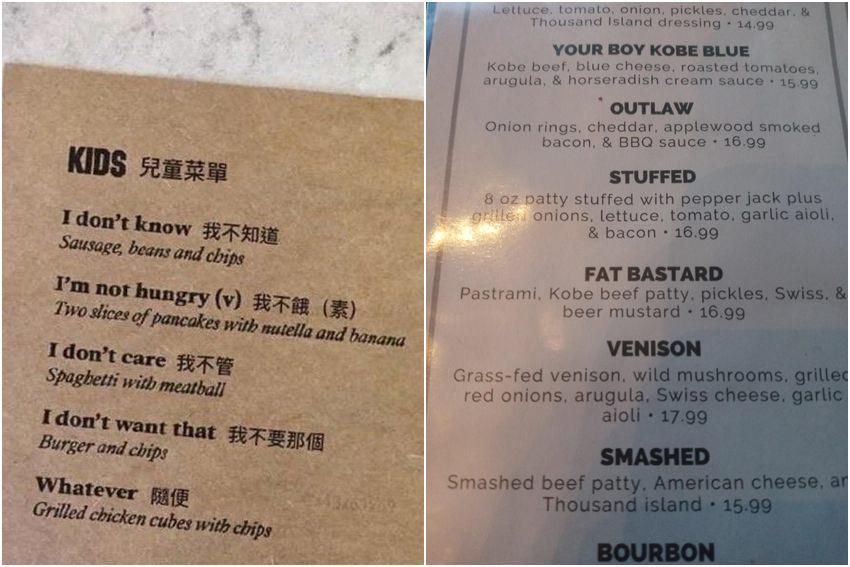 KIDS 兒童菜單
I don't know 我不知道
Sausage, beans and chips
I'm not hungry (v) 我不餓（素）
Two slices of pancakes with nutella and banana
I don't care 我不管
Spaghetti with meatball
I don't want that 我不要那個
Burger and chips
Whatever 隨便
Grilled chicken cubes with chips
Lettuce, tomato, onion, pickles, cheddar, &
Thousand Island dressing • 14.99
YOUR BOY KOBE BLUE
Kobe beef, blue cheese, roasted tomatoes,
arugula, & horseradish cream sauce • 15.99
OUTLAW
Onion rings, cheddar, applewood smoked
bacon, & BBQ sauce • 16.99
STUFFED
8 oz patty stuffed with pepper jack plus
grilled onions, lettuce, tomato, garlic aioli,
& bacon • 16.99
FAT BASTARD
Pastrami, Kobe beef patty, pickles, Swiss, &
beer mustard • 16.99
VENISON
Grass-fed venison, wild mushrooms, grilled
red onions, arugula, Swiss cheese, garlic
aioli • 17.99
SMASHED
Smashed beef patty, American cheese, an
Thousand island • 15.99
BOURBON